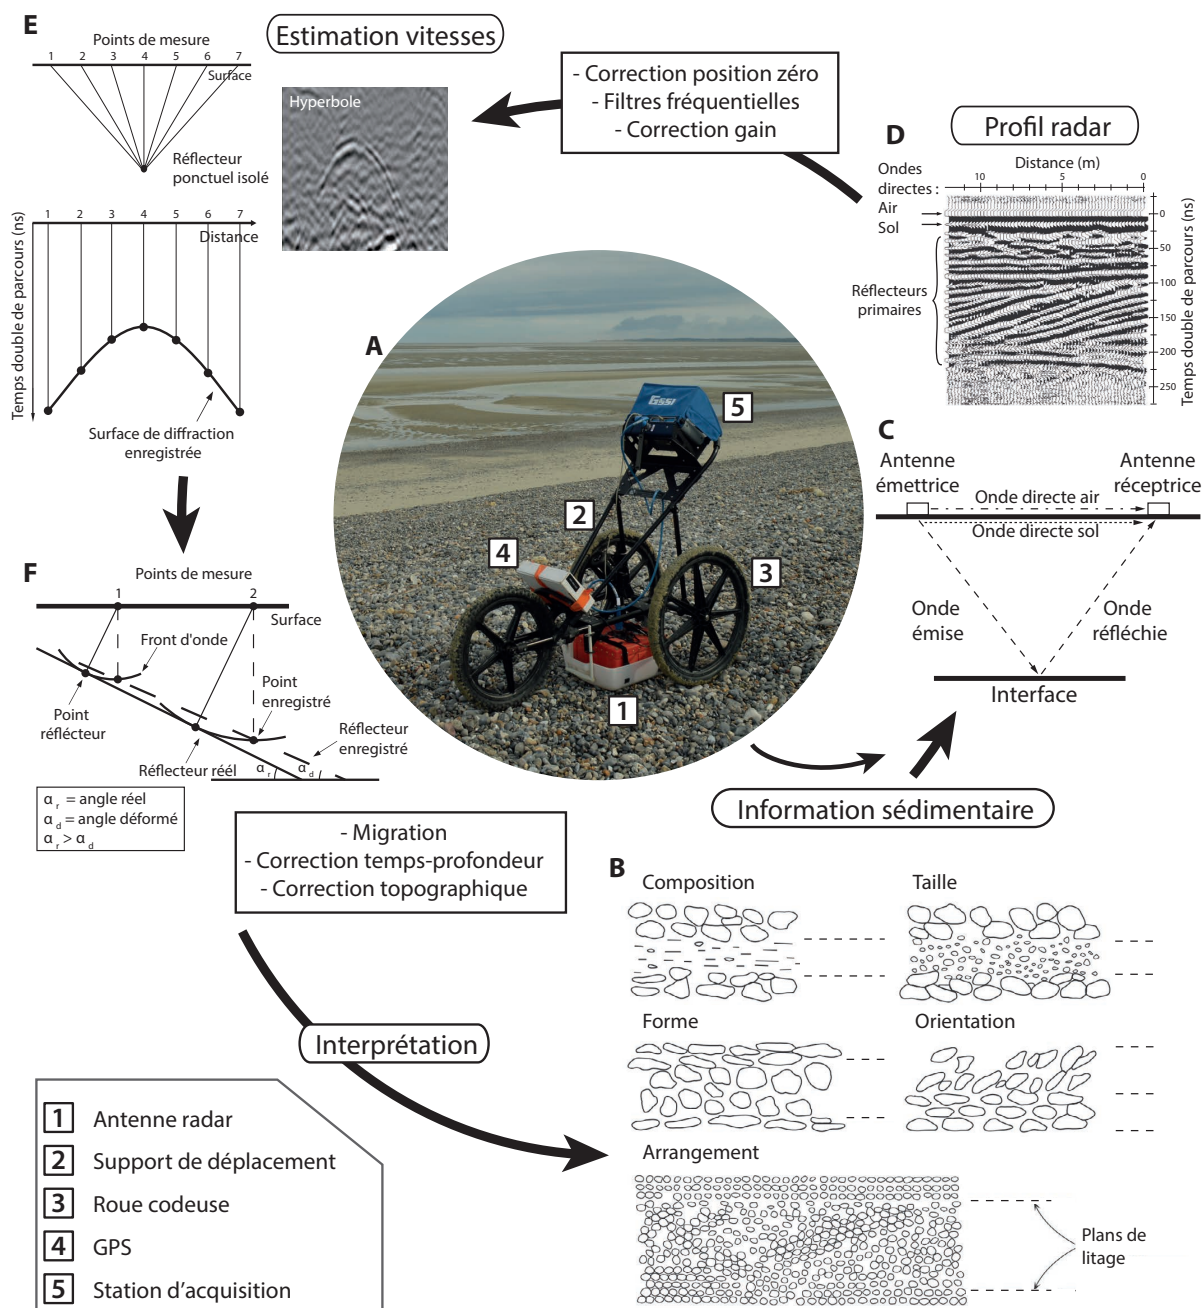 E
Estimation vitesses
Points de mesure
1 2 3 4 5 6 7
Surface
Réflecteur
ponctuel isolé
Hyperbole
- Correction position zéro
- Filtres fréquentielles
- Correction gain
D
Profil radar
Distance (m)
10 5 0
Ondes
directes :
Air
Sol
Réflecteurs
primaires
0
50
100
150
200
250
Temps double de parcours (ns)
1 2 3 4 5 6 7
Distance
Temps double de parcours (ns)
Surface de diffraction
enregistrée
A
GSSI
5
2
4
3
1
C
Antenne
émettrice
Antenne
réceptrice
Onde directe air
Onde directe sol
Onde
émise
Onde
réfléchie
Interface
F
Points de mesure
1 2
Surface
Front d'onde
Point
réflécteur
Point
enregistré
Réflecteur
enregistré
Réflecteur réél
α r
α d
α r = angle réel
α d = angle déformé
α r > α d
Information sédimentaire
- Migration
- Correction temps-profondeur
- Correction topographique
Interprétation
B
Composition
Taille
Forme
Orientation
Arrangement
Plans de
litage
1 Antenne radar
2 Support de déplacement
3 Roue codeuse
4 GPS
5 Station d'acquisition